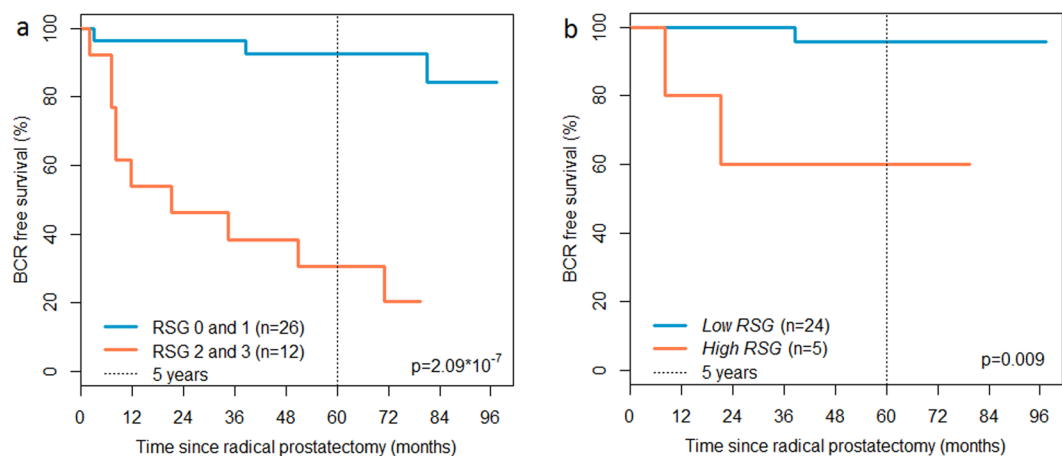 a
BCR free survival (%)
100
80
60
40
20
0
RSG 0 and 1 (n=26)
RSG 2 and 3 (n=12)
5 years
p=2.09*10-7
0 12 24 36 48 60 72 84 96
Time since radical prostatectomy (months)
b
BCR free survival (%)
100
80
60
40
20
0
Low RSG (n=24)
High RSG (n=5)
5 years
p=0.009
0 12 24 36 48 60 72 84 96
Time since radical prostatectomy (months)